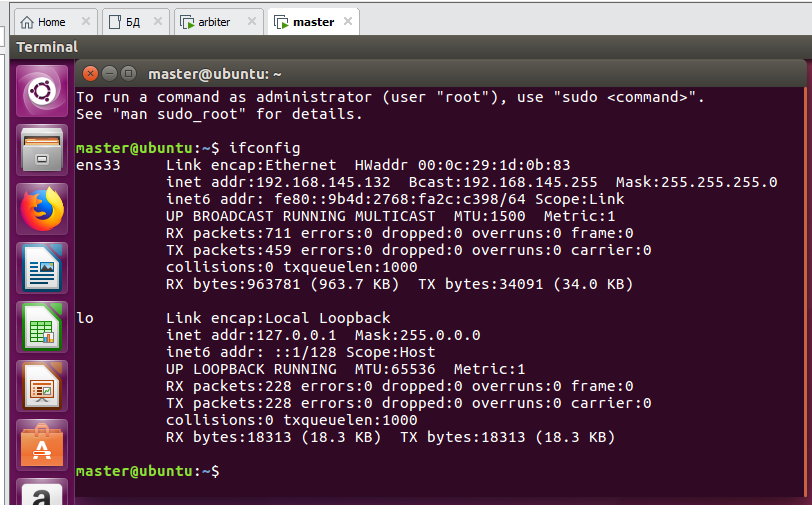 Home
БД
arbiter
master
Terminal
master@ubuntu: ~
To run a command as administrator (user "root"), use "sudo <command>".
See "man sudo_root" for details.
master@ubuntu:~$ ifconfig
ens33     Link encap:Ethernet  HWaddr 00:0c:29:1d:0b:83
          inet addr:192.168.145.132  Bcast:192.168.145.255  Mask:255.255.255.0
          inet6 addr: fe80::9b4d:2768:fa2c:c398/64 Scope:Link
          UP BROADCAST RUNNING MULTICAST  MTU:1500  Metric:1
          RX packets:711 errors:0 dropped:0 overruns:0 frame:0
          TX packets:459 errors:0 dropped:0 overruns:0 carrier:0
          collisions:0 txqueuelen:1000
          RX bytes:963781 (963.7 KB)  TX bytes:34091 (34.0 KB)
lo        Link encap:Local Loopback
          inet addr:127.0.0.1  Mask:255.0.0.0
          inet6 addr: ::1/128 Scope:Host
          UP LOOPBACK RUNNING  MTU:65536  Metric:1
          RX packets:228 errors:0 dropped:0 overruns:0 frame:0
          TX packets:228 errors:0 dropped:0 overruns:0 carrier:0
          collisions:0 txqueuelen:1000
          RX bytes:18313 (18.3 KB)  TX bytes:18313 (18.3 KB)
master@ubuntu:~$